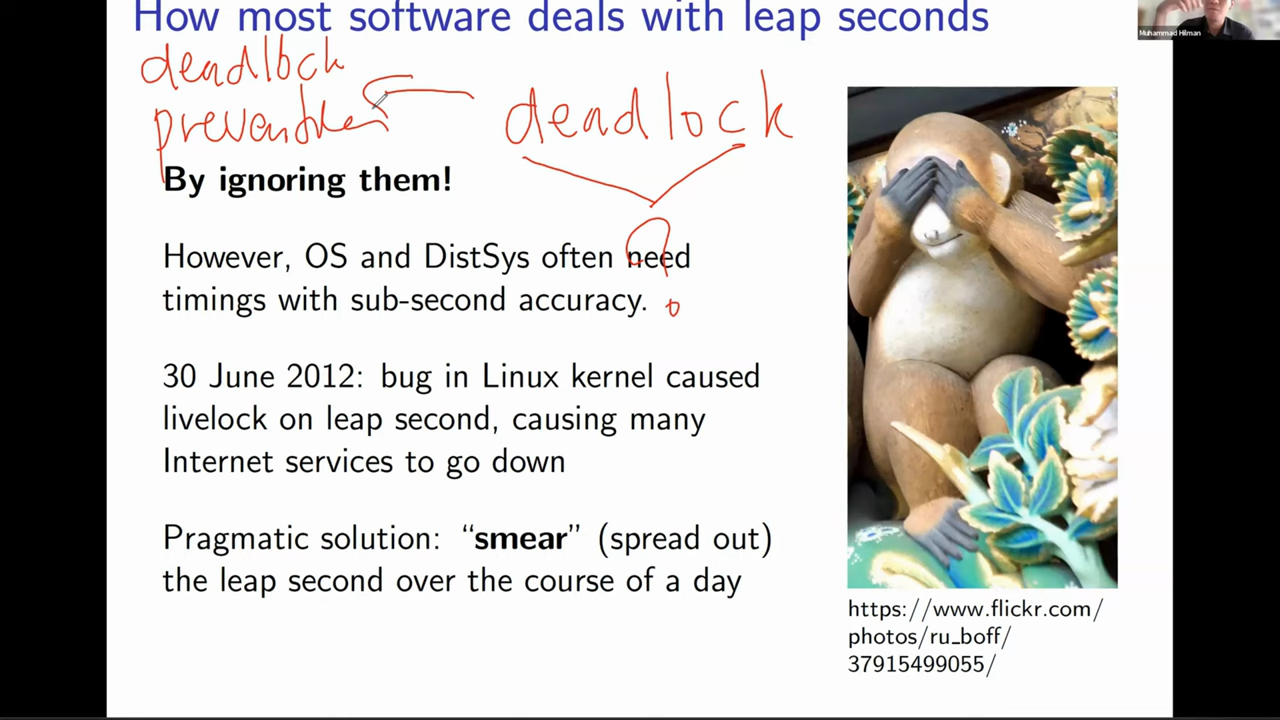 How most software deals with leap seconds
Muhammad Hilman
deadlock
prevention
deadlock
?
By ignoring them!
However, OS and DistSys often need
timings with sub-second accuracy.
30 June 2012: bug in Linux kernel caused
livelock on leap second, causing many
Internet services to go down
Pragmatic solution: “smear” (spread out)
the leap second over the course of a day
https://www.flickr.com/
photos/ru_boff/
37915499055/